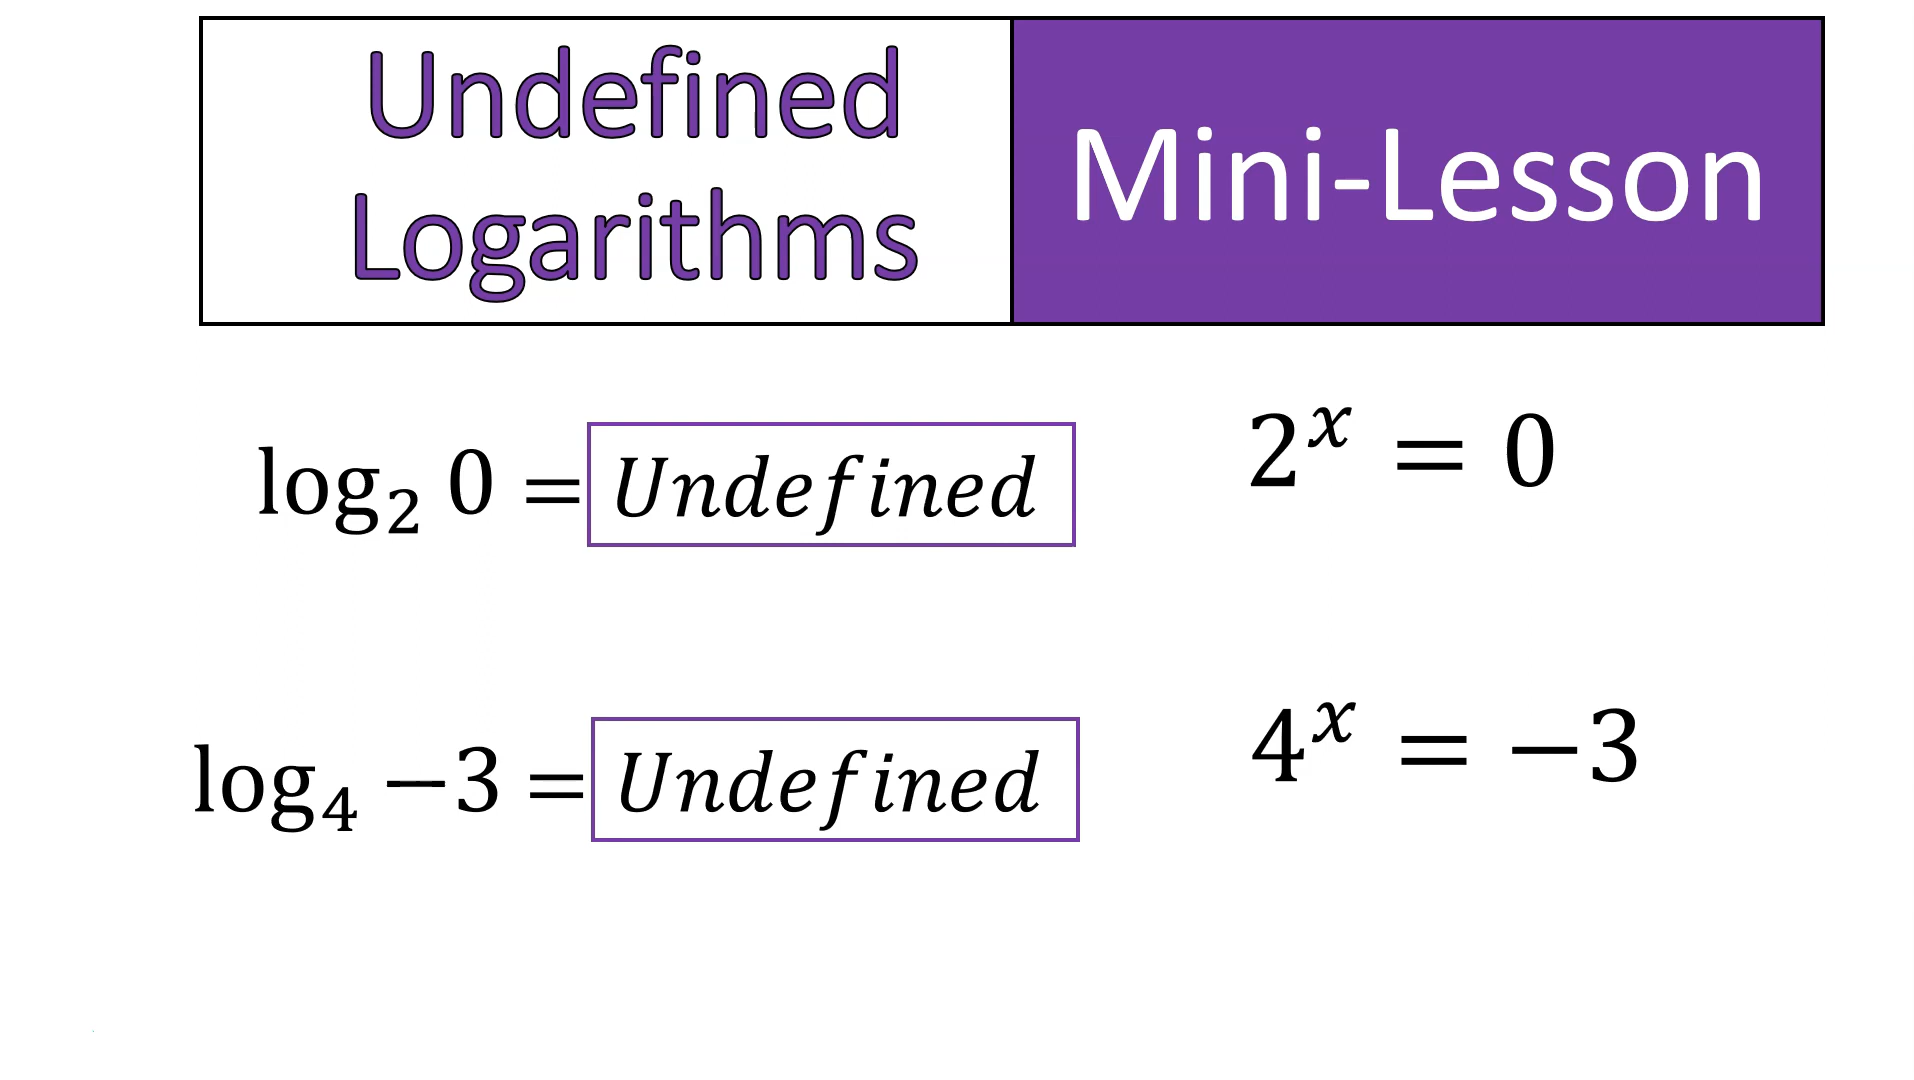 Undefined
Logarithms
Mini-Lesson
log₂ 0 = Undefined
2ˣ = 0
log₄ −3 = Undefined
4ˣ = −3